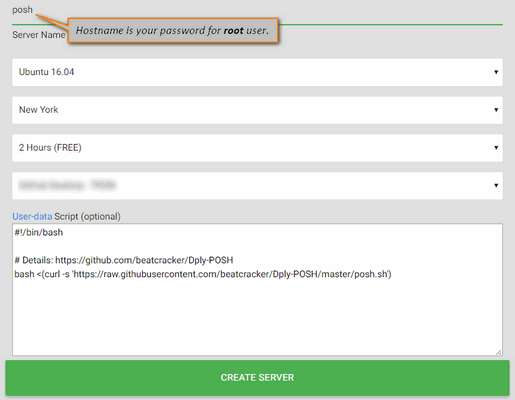 posh
Hostname is your password for root user.
Server Name
Ubuntu 16.04
New York
2 Hours (FREE)
User-data Script (optional)
#!/bin/bash
# Details: https://github.com/beatcracker/Dply-POSH
bash <(curl -s 'https://raw.githubusercontent.com/beatcracker/Dply-POSH/master/posh.sh')
CREATE SERVER